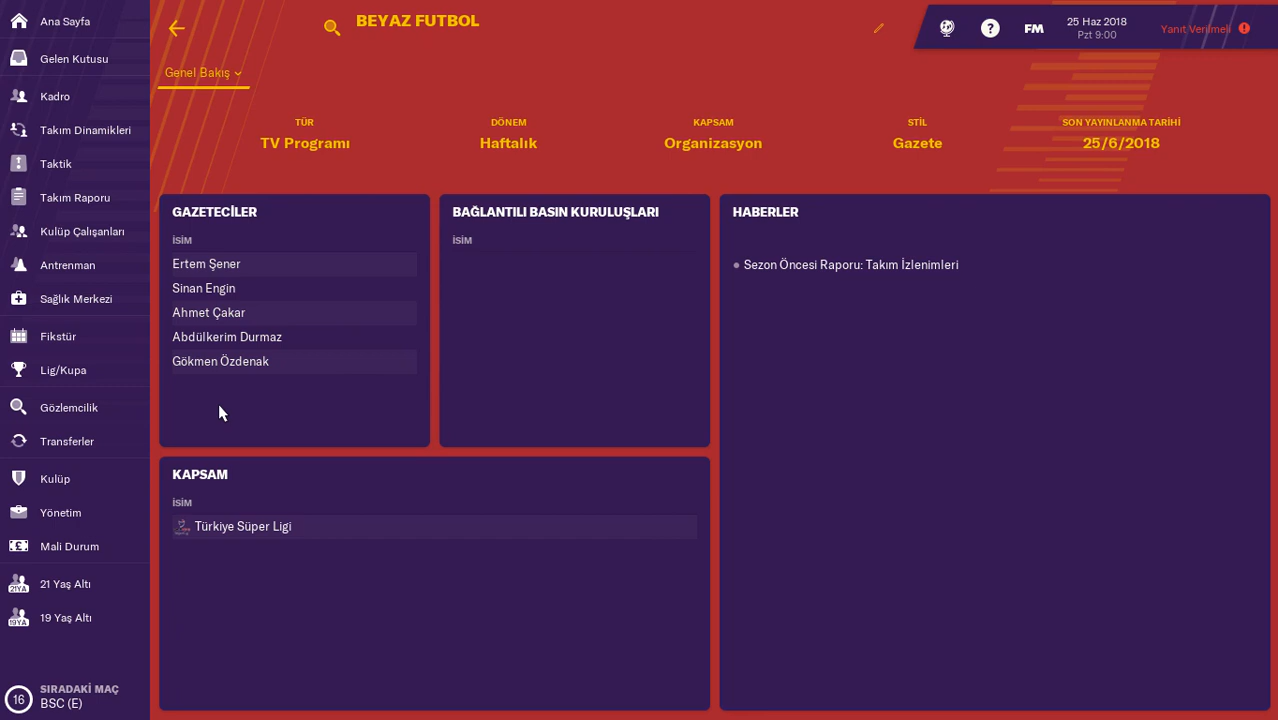 Ana Sayfa
Gelen Kutusu
Kadro
Takım Dinamikleri
Taktik
Takım Raporu
Kulüp Çalışanları
Antrenman
Sağlık Merkezi
Fikstür
Lig/Kupa
Gözlemcilik
Transferler
Kulüp
Yönetim
Mali Durum
21YA
21 Yaş Altı
19YA
19 Yaş Altı
16
SIRADAKİ MAÇ
BSC (E)
BEYAZ FUTBOL
?
FM
25 Haz 2018
Pzt 9:00
Yanıt Verilmeli
Genel Bakış
TÜR
TV Programı
DÖNEM
Haftalık
KAPSAM
Organizasyon
STİL
Gazete
SON YAYINLANMA TARİHİ
25/6/2018
GAZETECİLER
İSİM
Ertem Şener
Sinan Engin
Ahmet Çakar
Abdülkerim Durmaz
Gökmen Özdenak
BAĞLANTILI BASIN KURULUŞLARI
İSİM
HABERLER
Sezon Öncesi Raporu: Takım İzlenimleri
KAPSAM
İSİM
Türkiye Süper Ligi